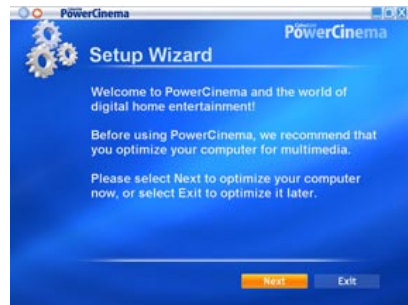 PowerCinema
CyberLink
PowerCinema
Setup Wizard
Welcome to PowerCinema and the world of
digital home entertainment!
Before using PowerCinema, we recommend that
you optimize your computer for multimedia.
Please select Next to optimize your computer
now, or select Exit to optimize it later.
Next
Exit